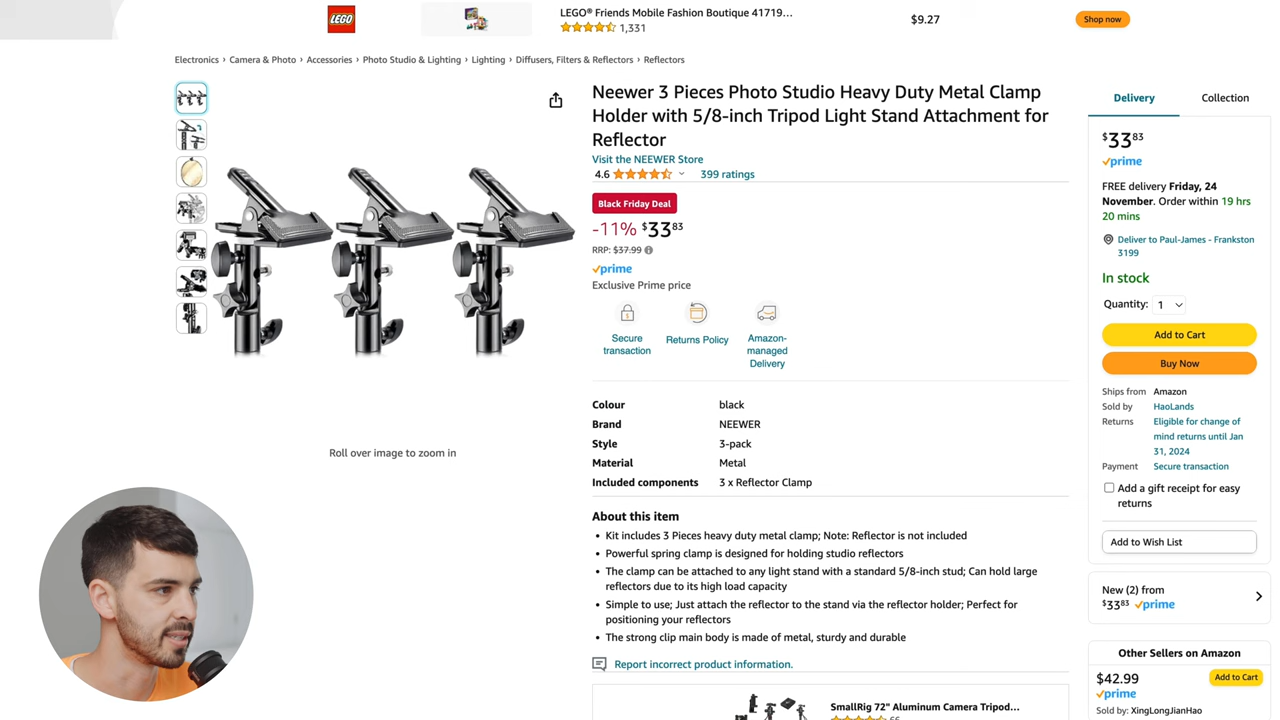 LEGO
LEGO® Friends Mobile Fashion Boutique 41719...
1,331
$9.27
Shop now
Electronics › Camera & Photo › Accessories › Photo Studio & Lighting › Lighting › Diffusers, Filters & Reflectors › Reflectors
Neewer 3 Pieces Photo Studio Heavy Duty Metal Clamp
Holder with 5/8-inch Tripod Light Stand Attachment for
Reflector
Visit the NEEWER Store
4.6 399 ratings
Black Friday Deal
-11% $33 83
RRP: $37.99
prime
Exclusive Prime price
Secure
transaction
Returns Policy
Amazon-
managed
Delivery
Colour black
Brand NEEWER
Style 3-pack
Material Metal
Included components 3 x Reflector Clamp
Roll over image to zoom in
About this item
• Kit includes 3 Pieces heavy duty metal clamp; Note: Reflector is not included
• Powerful spring clamp is designed for holding studio reflectors
• The clamp can be attached to any light stand with a standard 5/8-inch stud; Can hold large
reflectors due to its high load capacity
• Simple to use; Just attach the reflector to the stand via the reflector holder; Perfect for
positioning your reflectors
• The strong clip main body is made of metal, sturdy and durable
Report incorrect product information.
SmallRig 72" Aluminum Camera Tripod...
66
Delivery Collection
$33 83
prime
FREE delivery Friday, 24
November. Order within 19 hrs
20 mins
Deliver to Paul-James - Frankston
3199
In stock
Quantity: 1
Add to Cart
Buy Now
Ships from Amazon
Sold by HaoLands
Returns Eligible for change of
mind returns until Jan
31, 2024
Payment Secure transaction
Add a gift receipt for easy
returns
Add to Wish List
New (2) from
$33 83 prime
Other Sellers on Amazon
$42.99 Add to Cart
prime
Sold by: XingLongJianHao